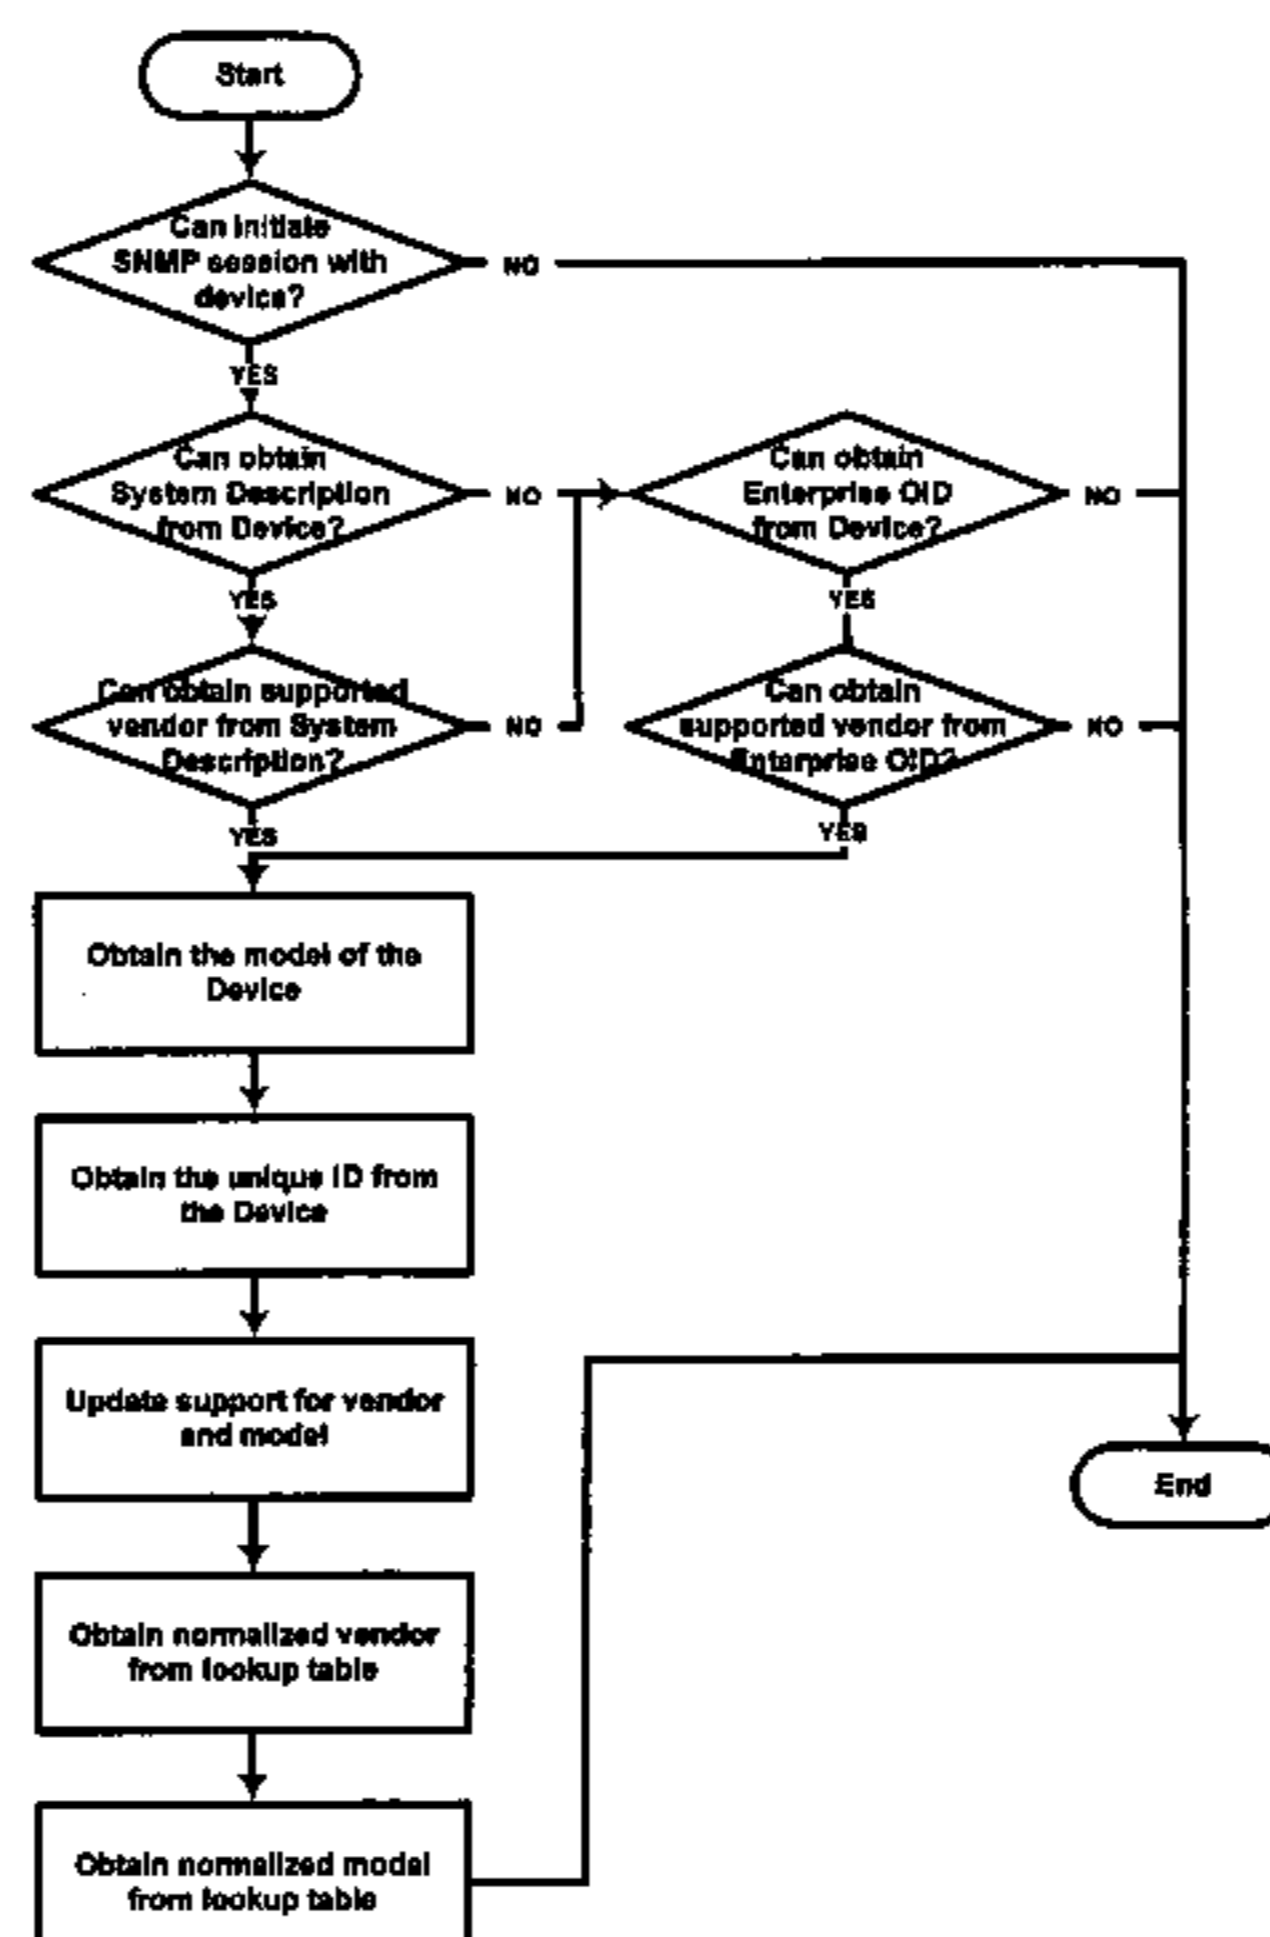 Start
Can initiate
SNMP session with
device?
NO
YES
Can obtain
System Description
from Device?
NO
Can obtain
Enterprise OID
from Device?
NO
YES
YES
Can obtain supported
vendor from System
Description?
NO
Can obtain
supported vendor from
Enterprise OID?
NO
YES
YES
Obtain the model of the
Device
Obtain the unique ID from
the Device
Update support for vendor
and model
End
Obtain normalized vendor
from lookup table
Obtain normalized model
from lookup table